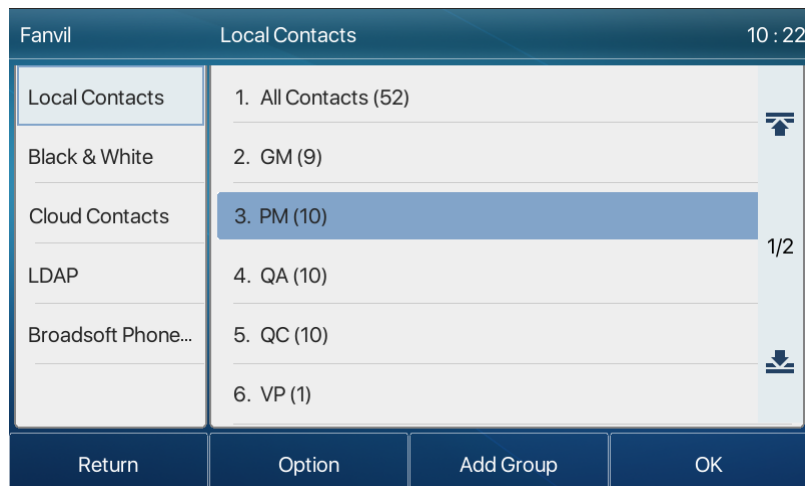 Fanvil Local Contacts 10 : 22
Local Contacts
Black & White
Cloud Contacts
LDAP
Broadsoft Phone...
1. All Contacts (52)
2. GM (9)
3. PM (10)
4. QA (10)
5. QC (10)
6. VP (1)
1/2
Return Option Add Group OK